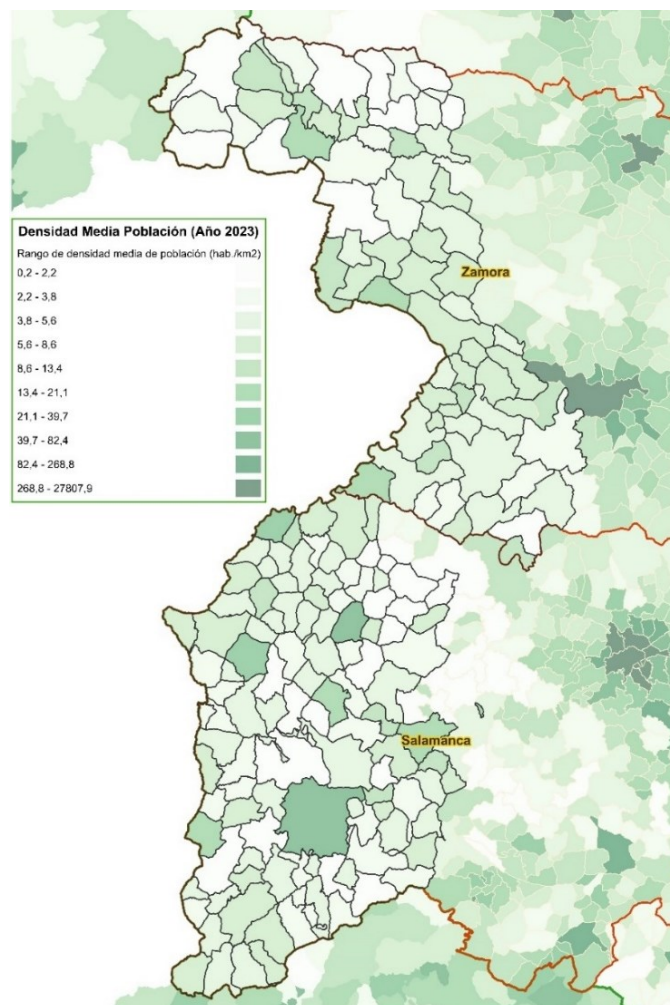 Densidad Media Población (Año 2023)
Rango de densidad media de población (hab./km2)
0,2 - 2,2
2,2 - 3,8
3,8 - 5,6
5,6 - 8,6
8,6 - 13,4
13,4 - 21,1
21,1 - 39,7
39,7 - 82,4
82,4 - 268,8
268,8 - 27807,9
Zamora
Salamanca